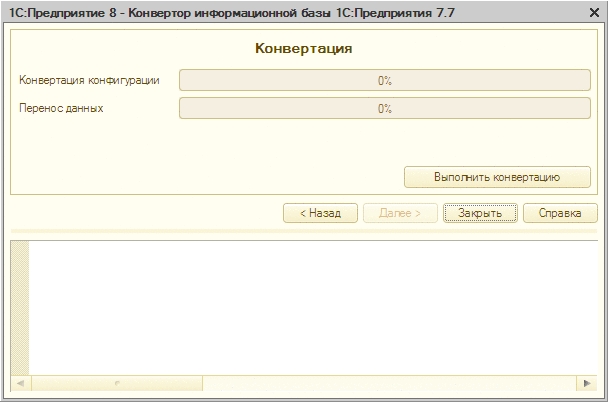 1С:Предприятие 8 - Конвертор информационной базы 1С:Предприятия 7.7
Конвертация
Конвертация конфигурации 0%
Перенос данных 0%
Выполнить конвертацию
< Назад Далее > Закрыть Справка